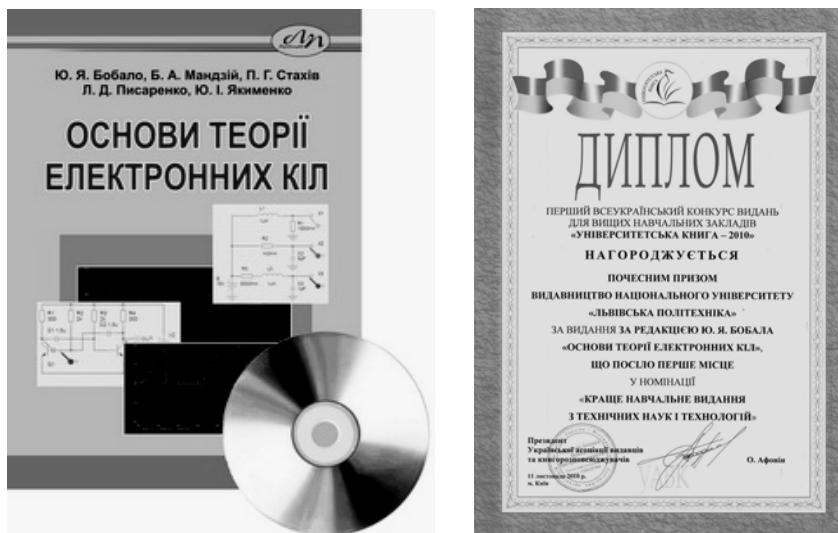 Ю. Я. Бобало, Б. А. Мандзій, П. Г. Стахів
Л. Д. Писаренко, Ю. І. Якименко
ОСНОВИ ТЕОРІЇ
ЕЛЕКТРОННИХ КІЛ
ДИПЛОМ
ПЕРШИЙ ВСЕУКРАЇНСЬКИЙ КОНКУРС ВИДАНЬ
ДЛЯ ВИЩИХ НАВЧАЛЬНИХ ЗАКЛАДІВ
«УНІВЕРСИТЕТСЬКА КНИГА – 2010»
НАГОРОДЖУЄТЬСЯ
ПОЧЕСНИМ ПРИЗОМ
ВИДАВНИЦТВО НАЦІОНАЛЬНОГО УНІВЕРСИТЕТУ
«ЛЬВІВСЬКА ПОЛІТЕХНІКА»
ЗА ВИДАННЯ ЗА РЕДАКЦІЄЮ Ю. Я. БОБАЛА
«ОСНОВИ ТЕОРІЇ ЕЛЕКТРОННИХ КІЛ»,
ЩО ПОСІЛО ПЕРШЕ МІСЦЕ
У НОМІНАЦІЇ
«КРАЩЕ НАВЧАЛЬНЕ ВИДАННЯ
З ТЕХНІЧНИХ НАУК І ТЕХНОЛОГІЙ»
Президент
Української асоціації видавців
та книгорозповсюджувачів
О. Афонін
11 листопада 2010 р.
м. Київ